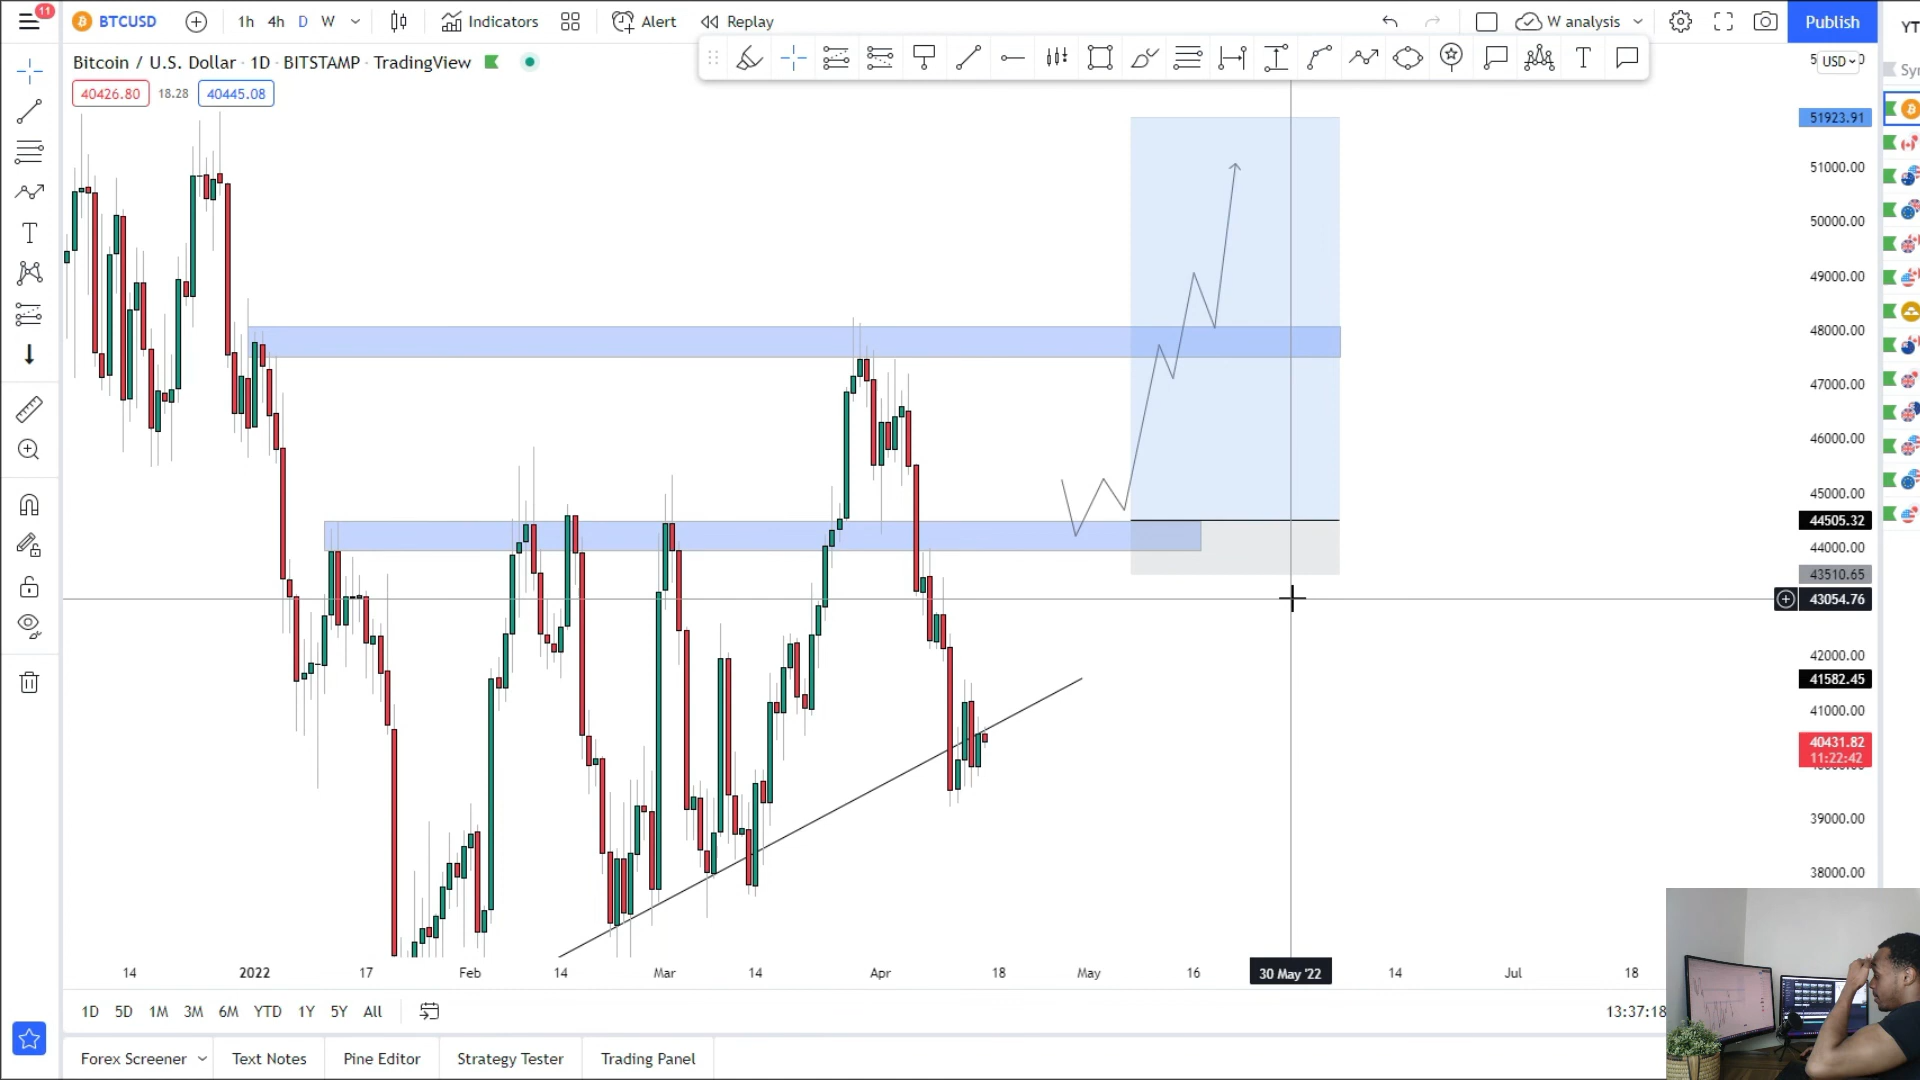 11
BTCUSD
1h 4h D W
Indicators
Alert
Replay
W analysis
Publish
YT
Bitcoin / U.S. Dollar · 1D · BITSTAMP · TradingView
USD
40426.80 18.28 40445.08
51923.91
51000.00
50000.00
49000.00
48000.00
47000.00
46000.00
45000.00
44505.32
44000.00
43510.65
43054.76
42000.00
41582.45
41000.00
40431.82
11:22:42
39000.00
38000.00
14 2022 17 Feb 14 Mar 14 Apr 18 May 16 30 May '22 14 Jul 18
1D 5D 1M 3M 6M YTD 1Y 5Y All
13:37:18
Forex Screener Text Notes Pine Editor Strategy Tester Trading Panel